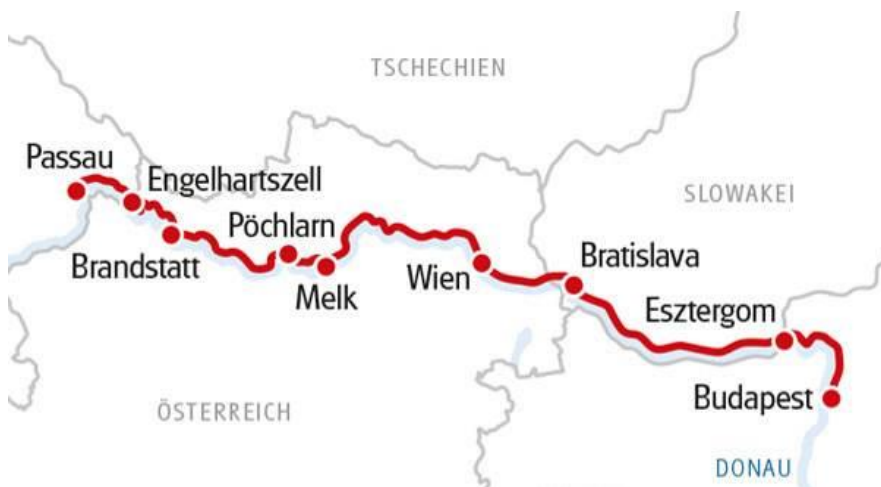 TSCHECHIEN
Passau
Engelhartszell
SLOWAKEI
Pöchlarn
Brandstatt
Bratislava
Wien
Melk
Esztergom
Budapest
ÖSTERREICH
DONAU